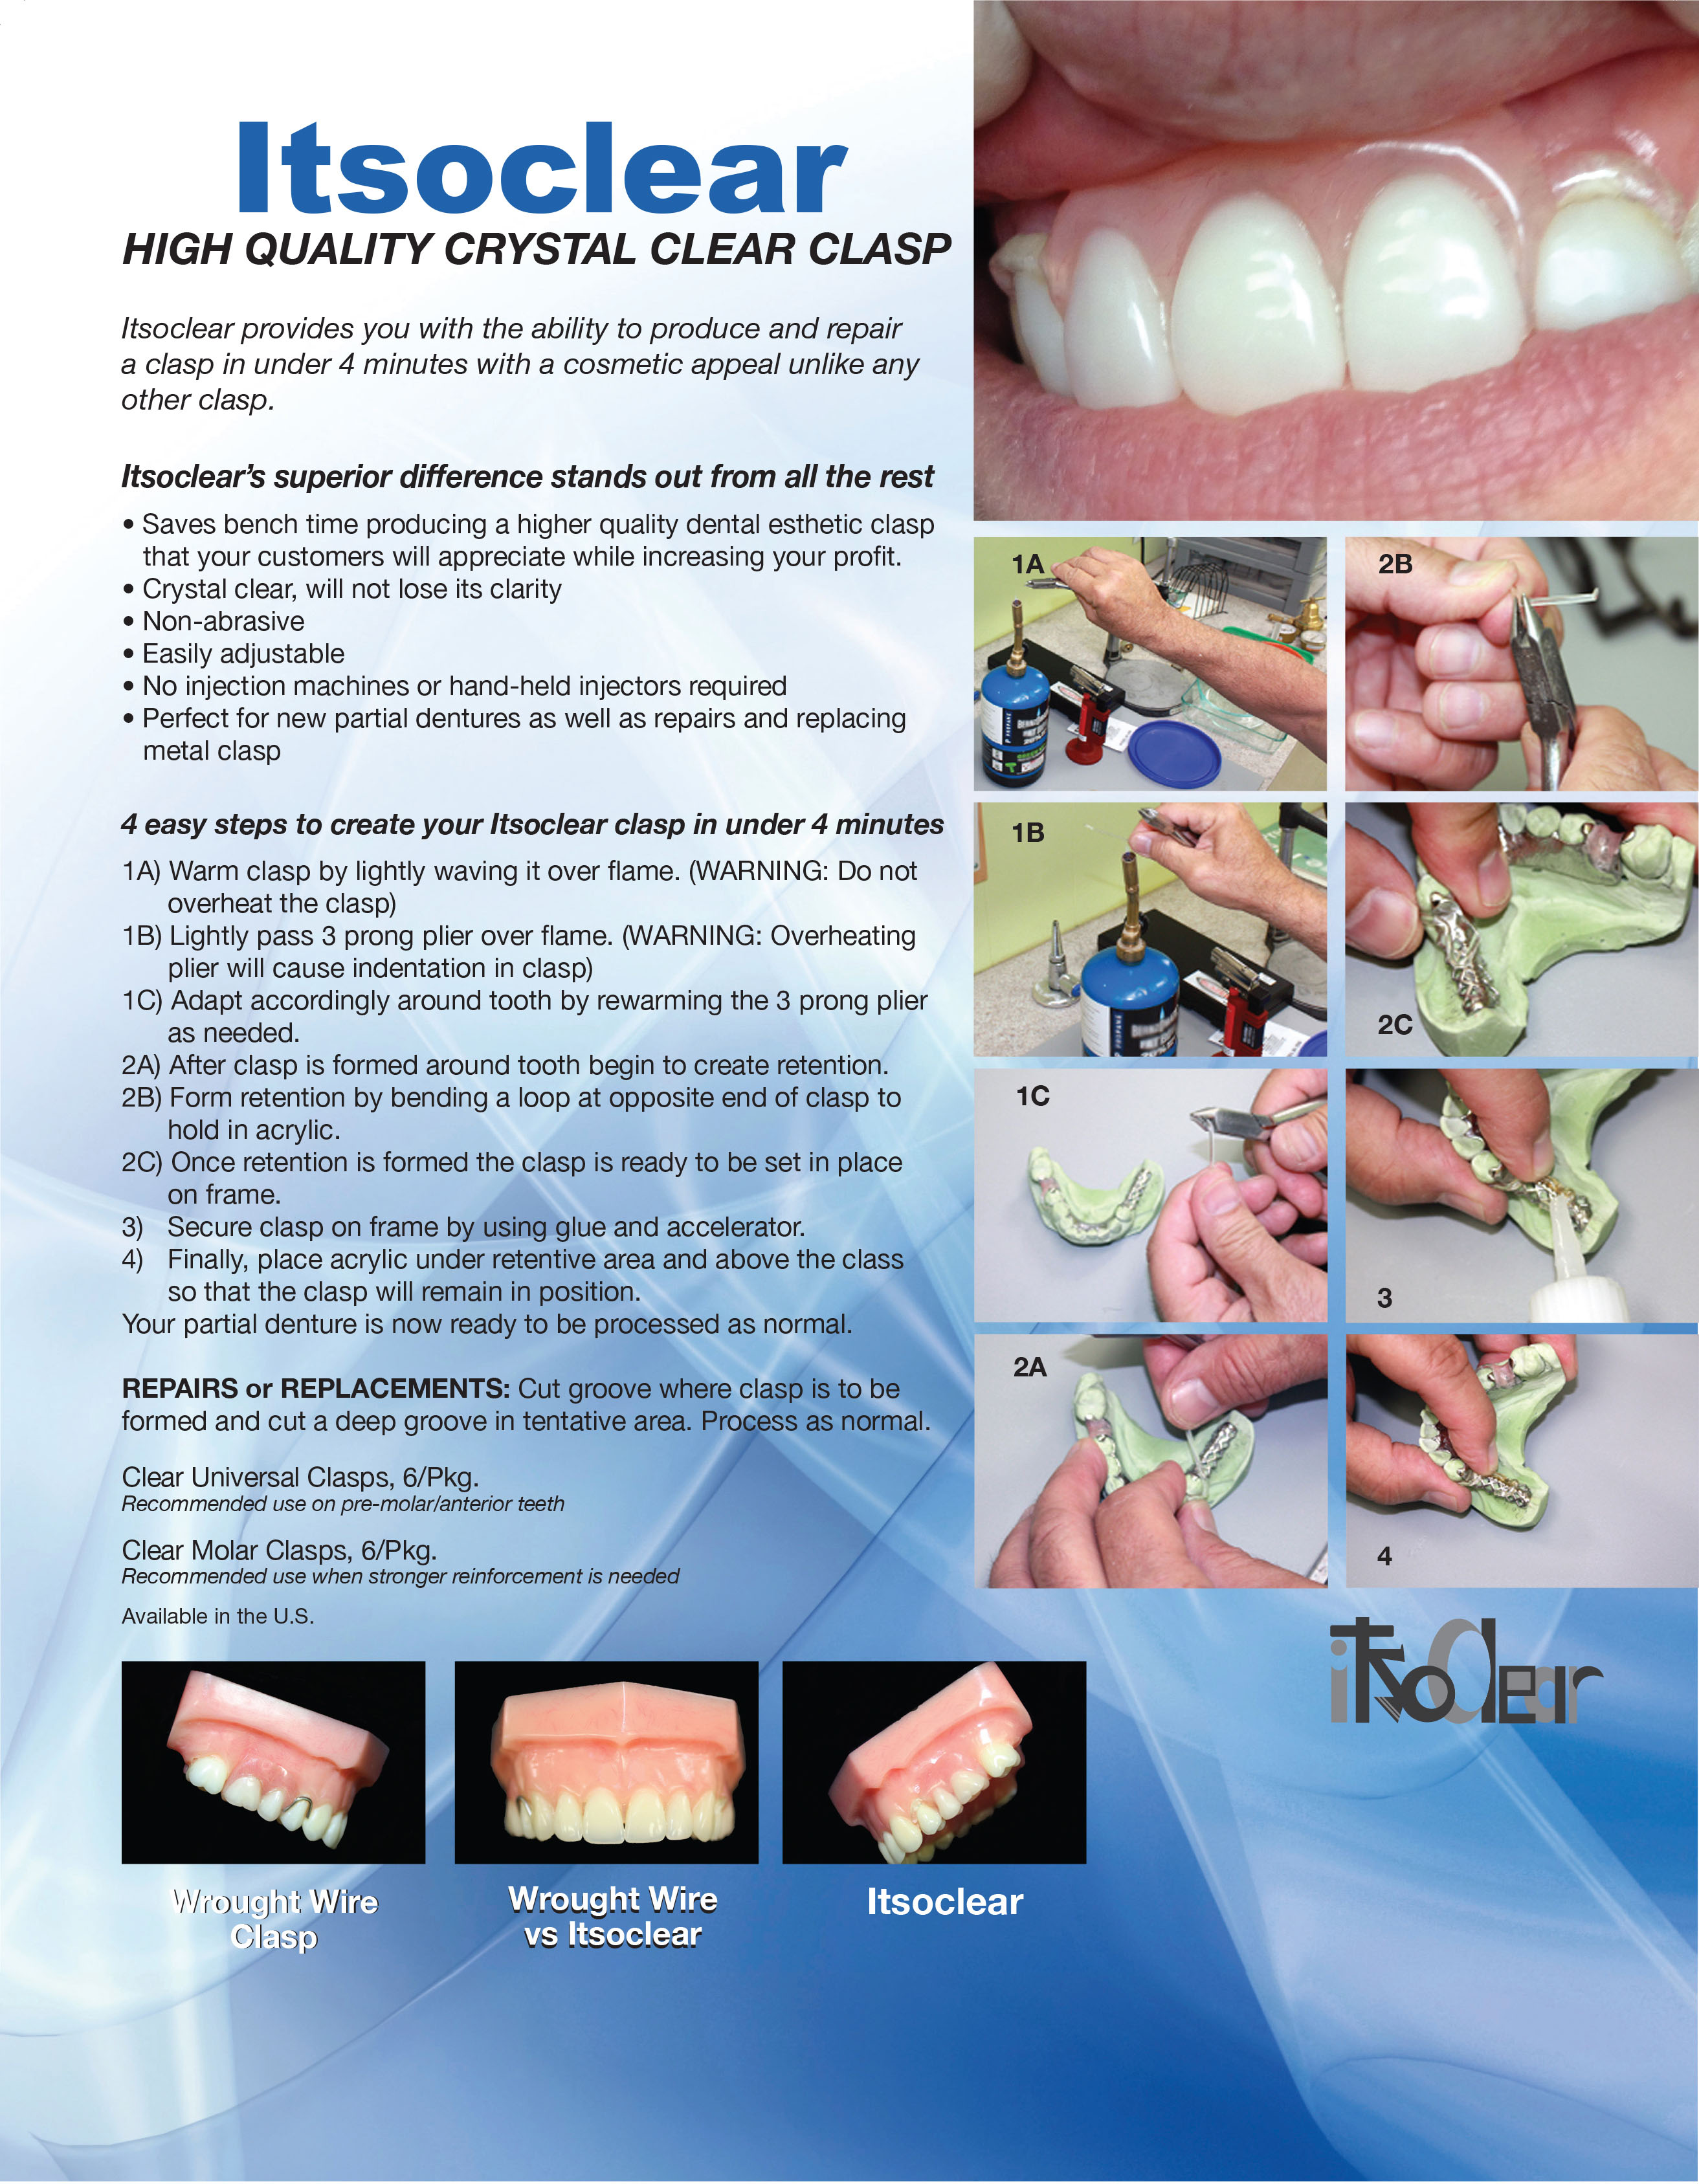 Itsoclear
HIGH QUALITY CRYSTAL CLEAR CLASP
Itsoclear provides you with the ability to produce and repair
a clasp in under 4 minutes with a cosmetic appeal unlike any
other clasp.
Itsoclear's superior difference stands out from all the rest
• Saves bench time producing a higher quality dental esthetic clasp
that your customers will appreciate while increasing your profit.
• Crystal clear, will not lose its clarity
• Non-abrasive
• Easily adjustable
• No injection machines or hand-held injectors required
• Perfect for new partial dentures as well as repairs and replacing
metal clasp
4 easy steps to create your Itsoclear clasp in under 4 minutes
1A) Warm clasp by lightly waving it over flame. (WARNING: Do not
overheat the clasp)
1B) Lightly pass 3 prong plier over flame. (WARNING: Overheating
plier will cause indentation in clasp)
1C) Adapt accordingly around tooth by rewarming the 3 prong plier
as needed.
2A) After clasp is formed around tooth begin to create retention.
2B) Form retention by bending a loop at opposite end of clasp to
hold in acrylic.
2C) Once retention is formed the clasp is ready to be set in place
on frame.
3) Secure clasp on frame by using glue and accelerator.
4) Finally, place acrylic under retentive area and above the class
so that the clasp will remain in position.
Your partial denture is now ready to be processed as normal.
REPAIRS or REPLACEMENTS: Cut groove where clasp is to be
formed and cut a deep groove in tentative area. Process as normal.
Clear Universal Clasps, 6/Pkg.
Recommended use on pre-molar/anterior teeth
Clear Molar Clasps, 6/Pkg.
Recommended use when stronger reinforcement is needed
Available in the U.S.
1A
2B
1B
2C
1C
3
2A
4
itsoClear
Wrought Wire
Clasp
Wrought Wire
vs Itsoclear
Itsoclear